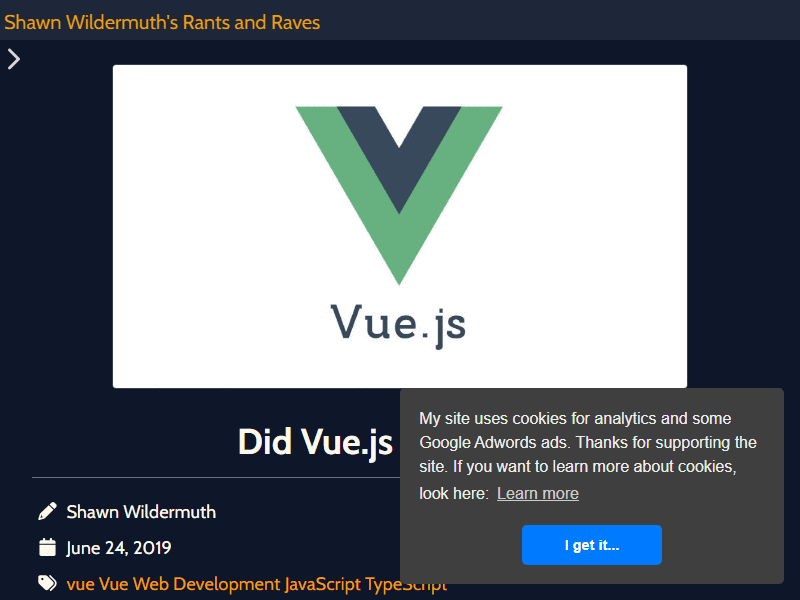 Shawn Wildermuth's Rants and Raves
Vue.js
Did Vue.js
My site uses cookies for analytics and some
Google Adwords ads. Thanks for supporting the
site. If you want to learn more about cookies,
look here: Learn more
I get it...
Shawn Wildermuth
June 24, 2019
vue Vue Web Development JavaScript TypeScript